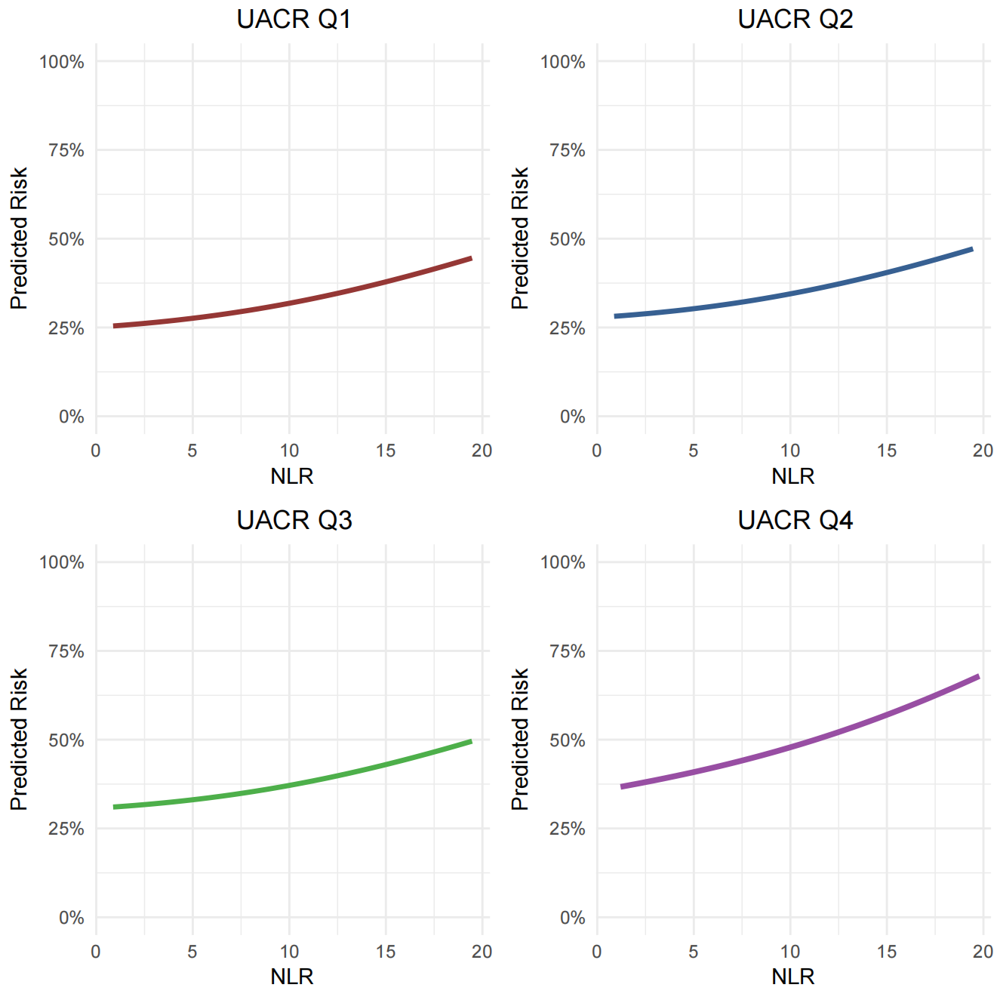 UACR Q1
100%
75%
50%
25%
0%
Predicted Risk
0 5 10 15 20
NLR
UACR Q2
100%
75%
50%
25%
0%
Predicted Risk
0 5 10 15 20
NLR
UACR Q3
100%
75%
50%
25%
0%
Predicted Risk
0 5 10 15 20
NLR
UACR Q4
100%
75%
50%
25%
0%
Predicted Risk
0 5 10 15 20
NLR